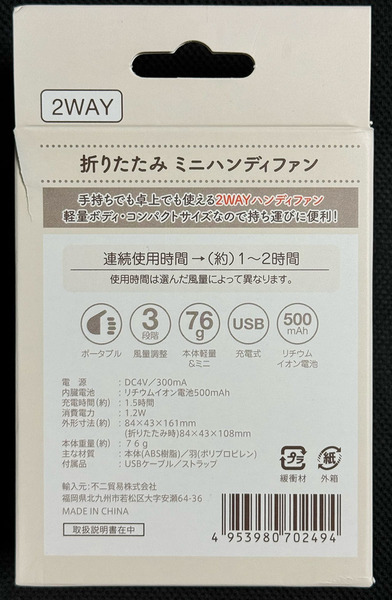 2WAY
折りたたみ ミニハンディファン
手持ちでも卓上でも使える2WAYハンディファン
軽量ボディ・コンパクトサイズなので持ち運びに便利!
連続使用時間→(約)1〜2時間
使用時間は選んだ風量によって異なります。
3段階 76g USB 500mAh
ポータブル 風量調整 本体軽量&ミニ 充電式 リチウムイオン電池
電源:DC4V/300mA
内臓電池:リチウムイオン電池500mAh
充電時間(約):1.5時間
消費電力:1.2W
外形寸法(約):84×43×161mm
(折りたたみ時)84×43×108mm
本体重量(約):76g
主な材質:本体(ABS樹脂)/羽(ポリプロピレン)
付属品:USBケーブル/ストラップ
プラ 紙
緩衝材 外箱
輸入元:不二貿易株式会社
福岡県北九州市若松区大字安瀬64-36
MADE IN CHINA
取扱説明書在中
4 953980 702494